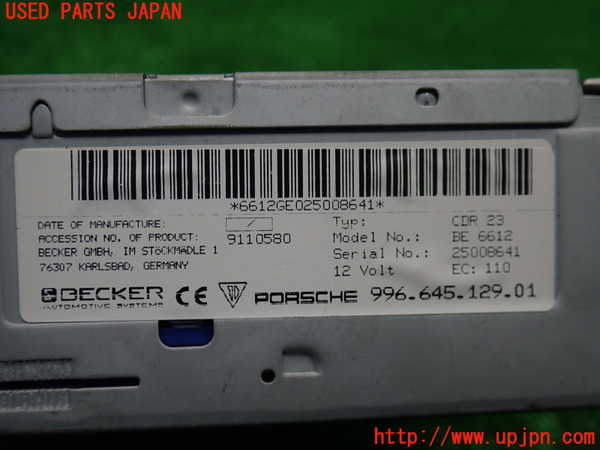 USED PARTS JAPAN
*6612GE025008641*
DATE OF MANUFACTURE: /
ACCESSION NO. OF PRODUCT: 9110580
BECKER GMBH, IM STÖCKMÄDLE 1
76307 KARLSBAD, GERMANY
Typ: CDR 23
Model No.: BE 6612
Serial No.: 25008641
12 Volt EC: 110
BECKER
AUTOMOTIVE SYSTEMS
CE
PORSCHE 996.645.129.01
http://www.upjpn.com